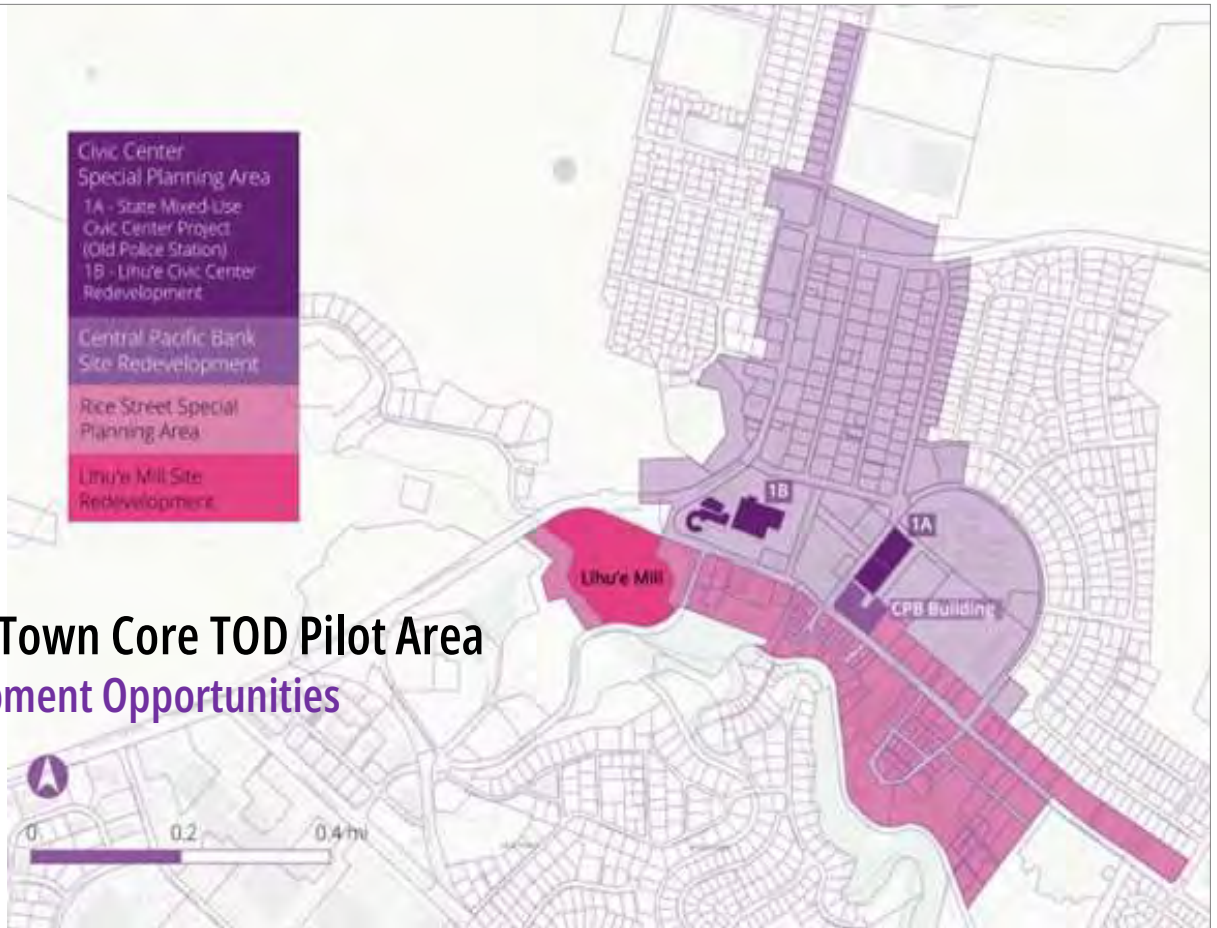 Civic Center
Special Planning Area
1A - State Mixed-Use
Civic Center Project
(Old Police Station)
1B - Līhu'e Civic Center
Redevelopment
Central Pacific Bank
Site Redevelopment
Rice Street Special
Planning Area
Līhu'e Mill Site
Redevelopment
1B
1A
Līhu'e Mill
CPB Building
Town Core TOD Pilot Area
pment Opportunities
0
0.2
0.4 mi